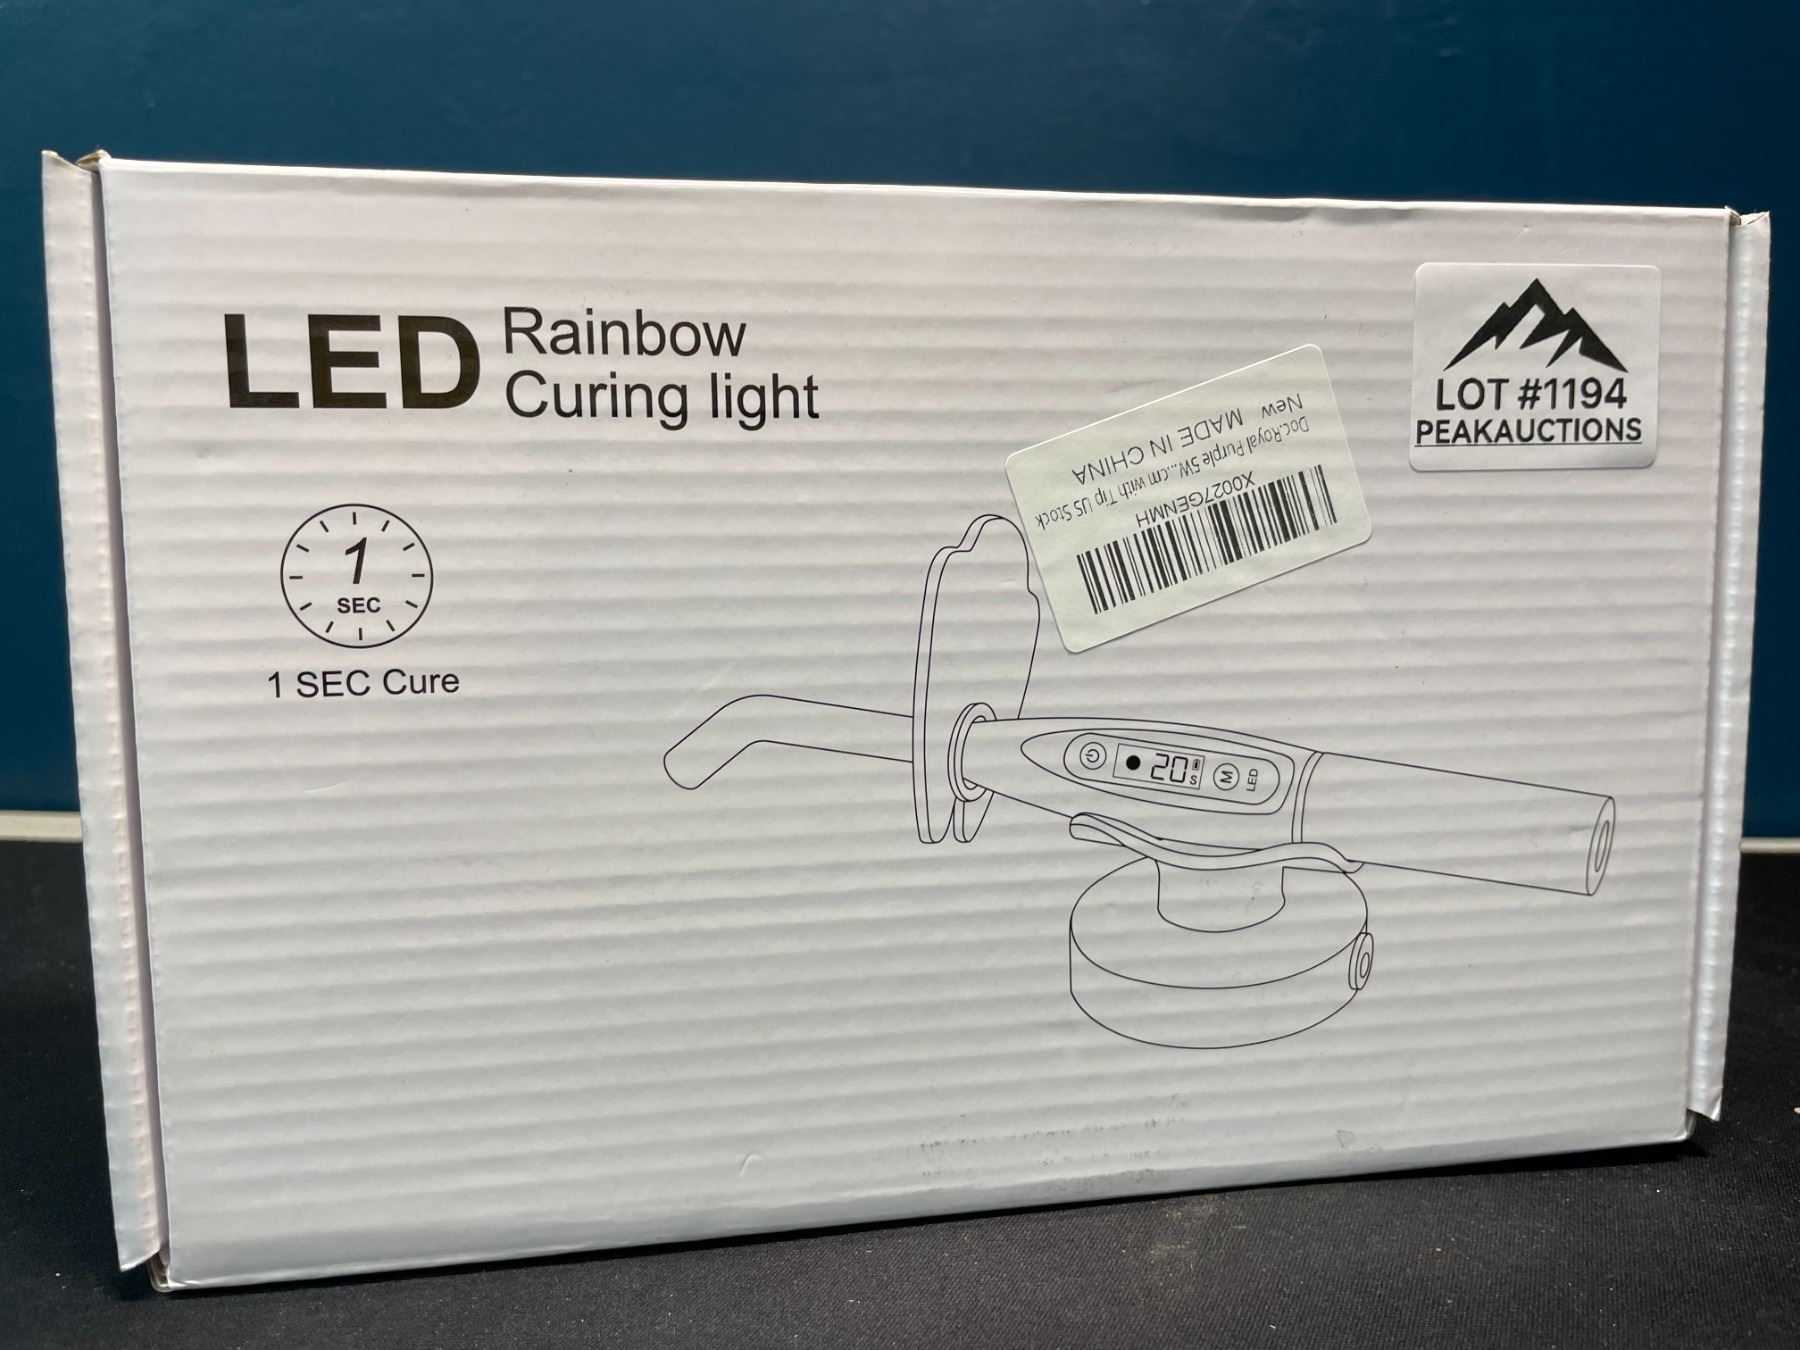 LED Rainbow
Curing light
LOT #1194
PEAKAUCTIONS
X0027GENMH
Doc.Royal Purple 5W...cm with Tip US Stock
New MADE IN CHINA
1
SEC
1 SEC Cure
20 S
M
LED